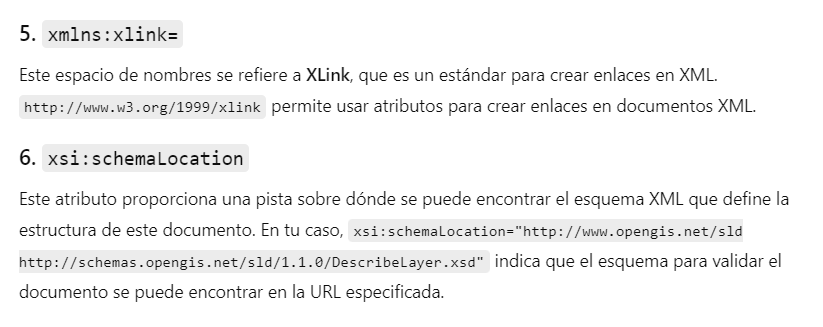 5. xmlns:xlink=
Este espacio de nombres se refiere a XLink, que es un estándar para crear enlaces en XML.
http://www.w3.org/1999/xlink permite usar atributos para crear enlaces en documentos XML.
6. xsi:schemaLocation
Este atributo proporciona una pista sobre dónde se puede encontrar el esquema XML que define la
estructura de este documento. En tu caso, xsi:schemaLocation="http://www.opengis.net/sld
http://schemas.opengis.net/sld/1.1.0/DescribeLayer.xsd" indica que el esquema para validar el
documento se puede encontrar en la URL especificada.